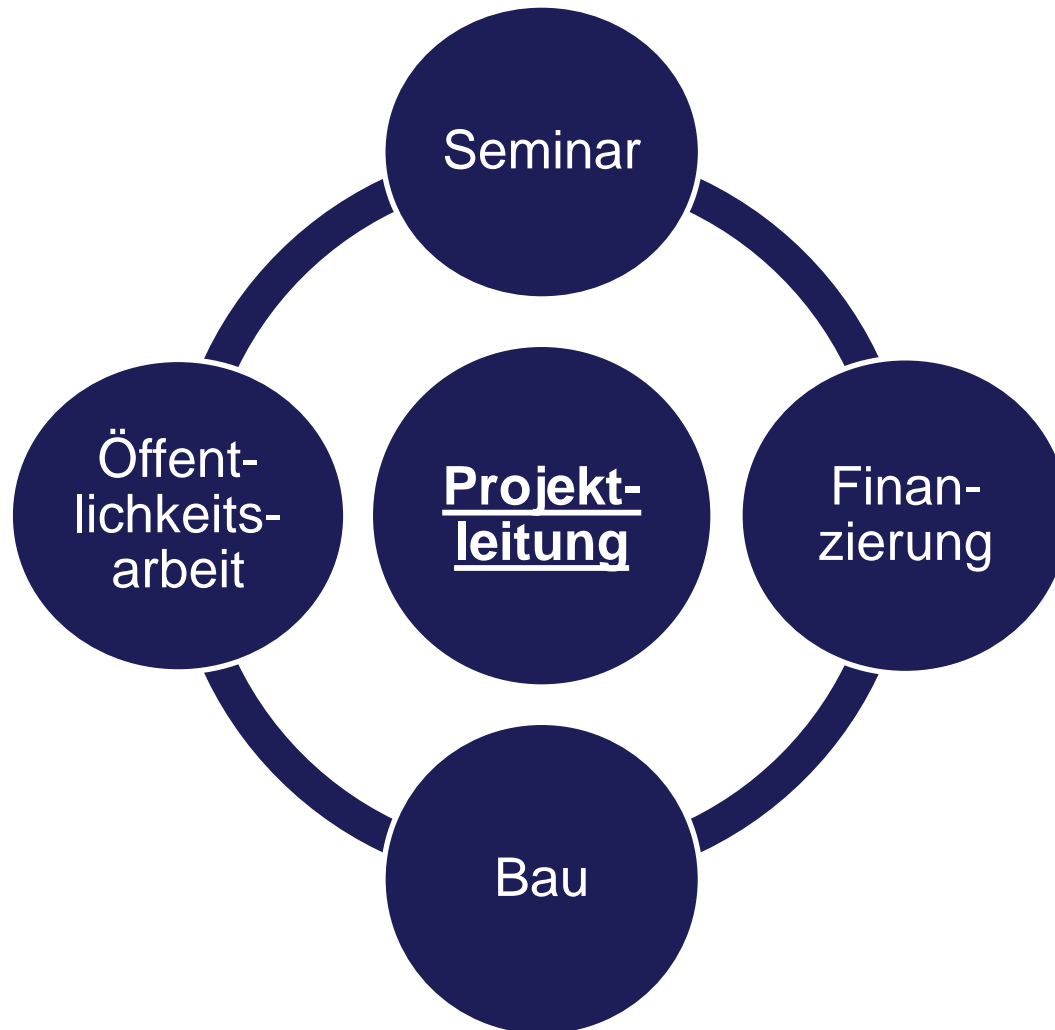 Seminar
Öffent-
lichkeits-
arbeit
Projekt-
leitung
Finan-
zierung
Bau